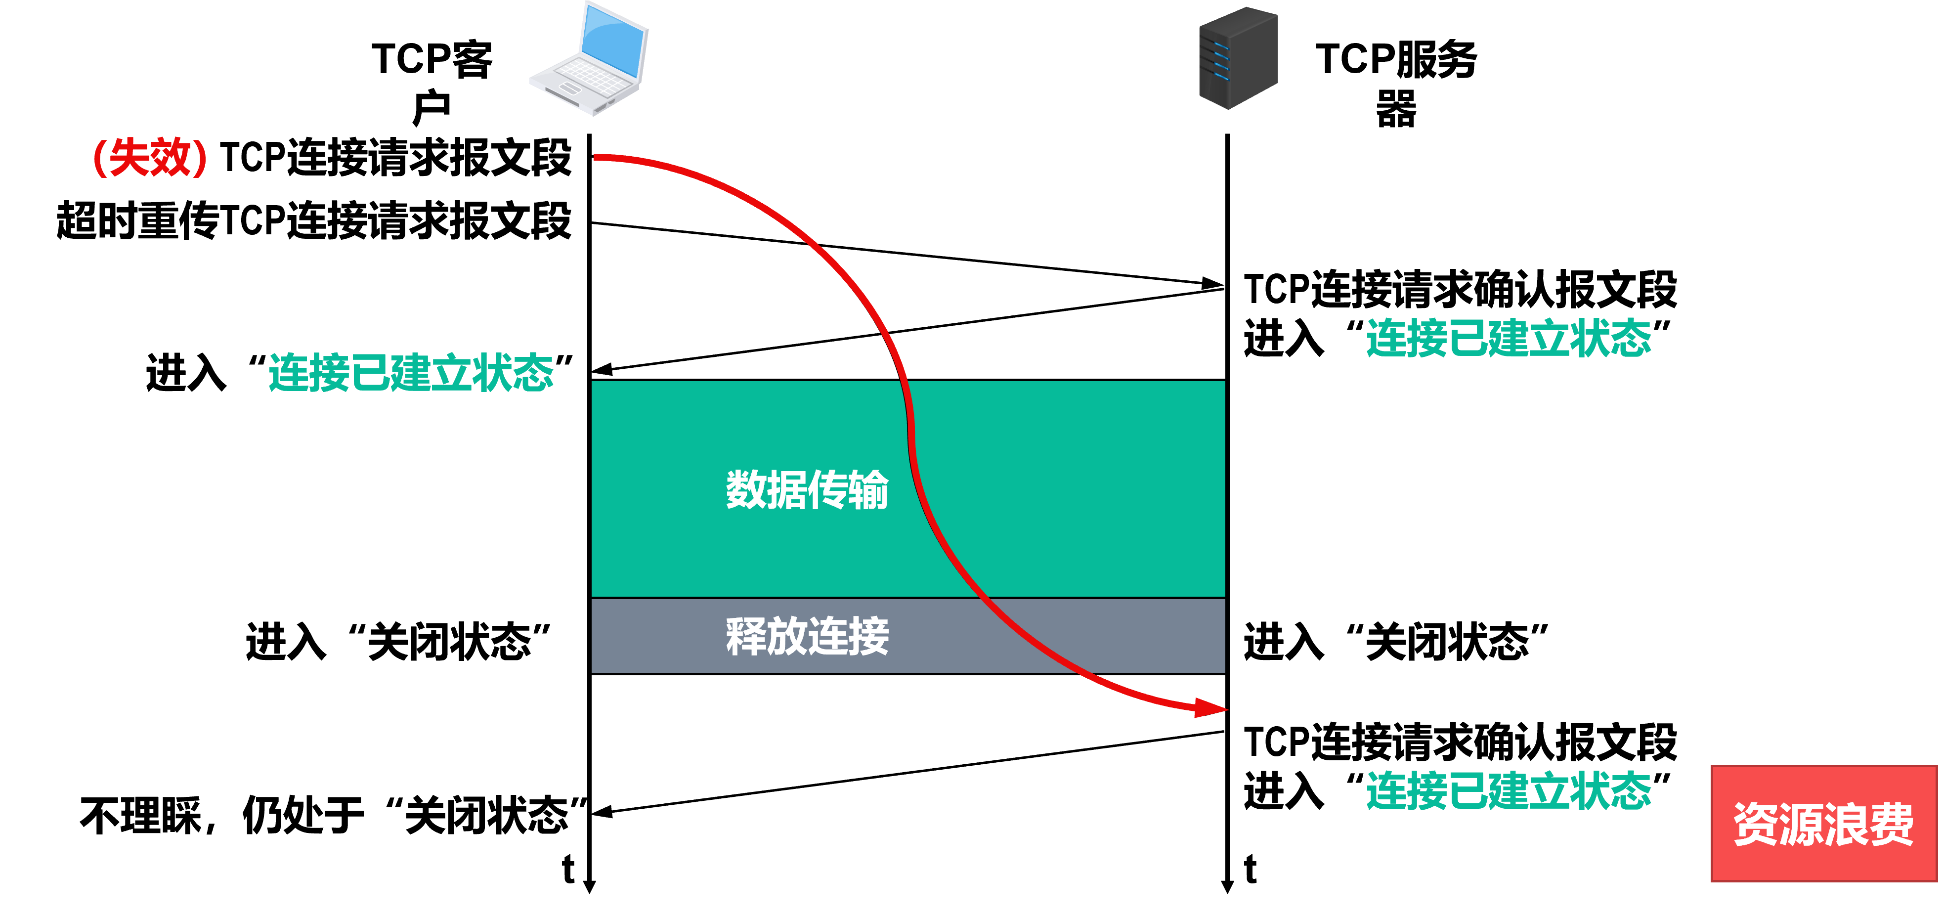 TCP客
户
TCP服务
器
（失效）TCP连接请求报文段
超时重传TCP连接请求报文段
TCP连接请求确认报文段
进入“连接已建立状态”
进入“连接已建立状态”
数据传输
释放连接
进入“关闭状态”
进入“关闭状态”
TCP连接请求确认报文段
进入“连接已建立状态”
不理睬，仍处于“关闭状态”
资源浪费
t
t